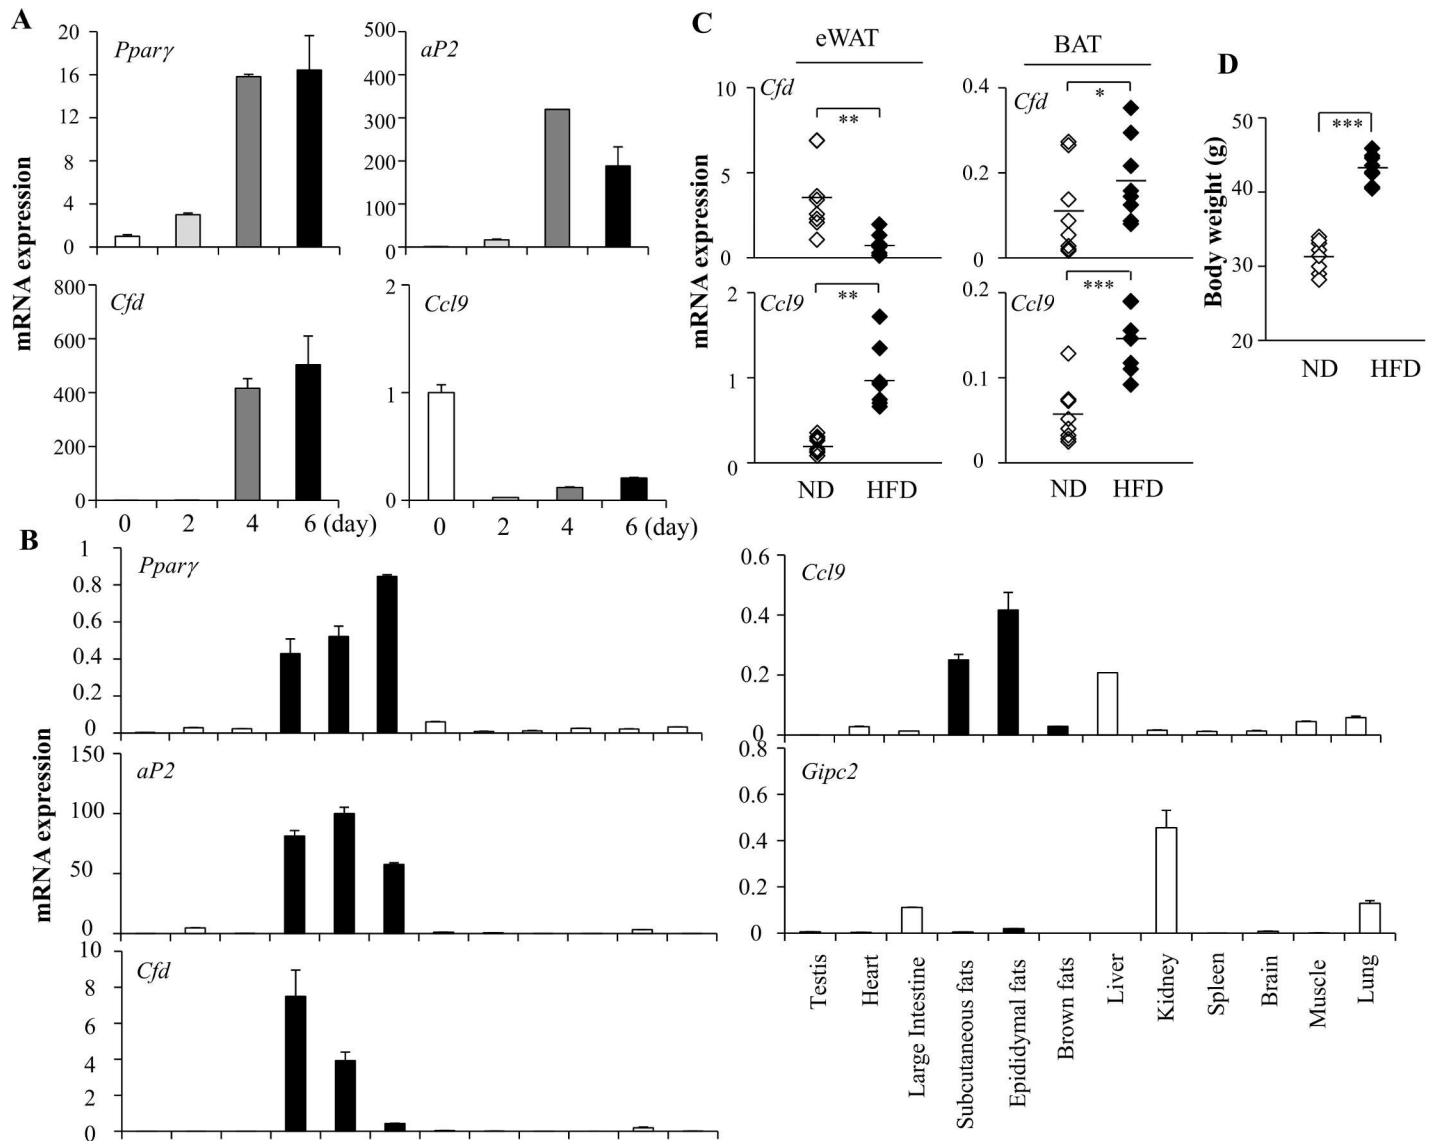 A
mRNA expression
Pparγ
20
16
12
8
4
0
aP2
500
400
300
200
100
0
Cfd
800
600
400
200
0
0 2 4 6 (day)
Ccl9
2
1
0
0 2 4 6 (day)
C
mRNA expression
eWAT
BAT
Cfd
10
5
0
**
Cfd
0.4
0.2
0
*
Ccl9
2
1
0
**
ND HFD
Ccl9
0.2
0.1
0
***
ND HFD
D
Body weight (g)
50
40
30
20
***
ND HFD
B
mRNA expression
Pparγ
1
0.8
0.6
0.4
0.2
0
aP2
150
100
50
0
Cfd
10
8
6
4
2
0
Ccl9
0.6
0.4
0.2
0
Gipc2
0.8
0.6
0.4
0.2
0
Testis
Heart
Large Intestine
Subcutaneous fats
Epididymal fats
Brown fats
Liver
Kidney
Spleen
Brain
Muscle
Lung